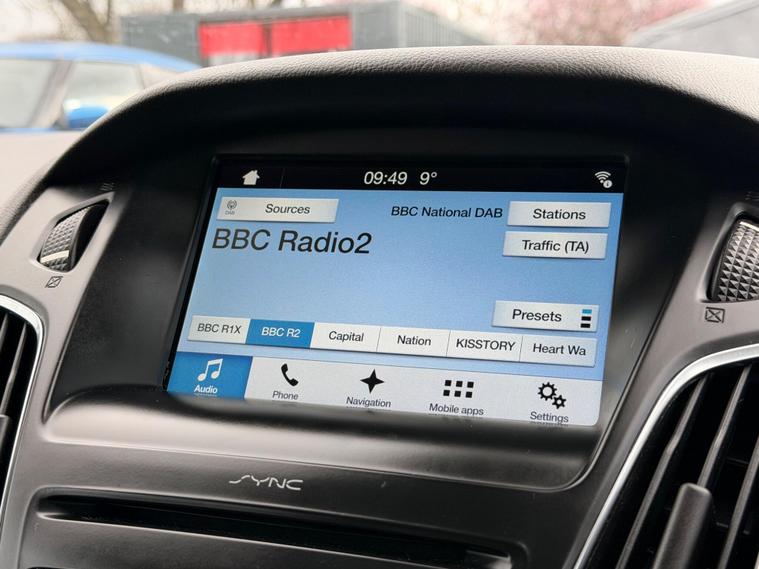 09:49 9°
DAB
Sources
BBC National DAB
Stations
BBC Radio2
Traffic (TA)
Presets
BBC R1X
BBC R2
Capital
Nation
KISSTORY
Heart Wa
Audio
Phone
Navigation
Mobile apps
Settings
SYNC